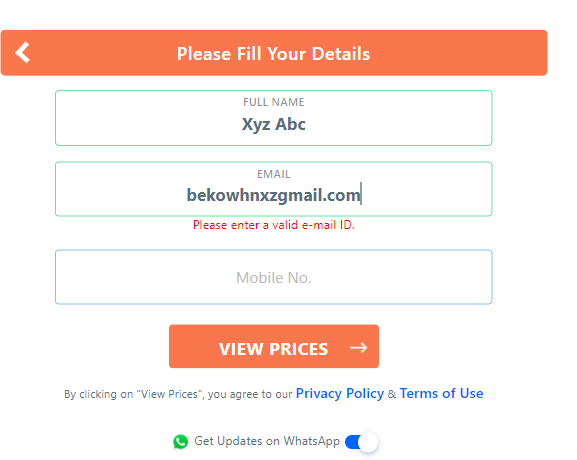 Please Fill Your Details
FULL NAME
Xyz Abc
EMAIL
bekowhnxzgmail.com
Please enter a valid e-mail ID.
Mobile No.
VIEW PRICES →
By clicking on "View Prices", you agree to our Privacy Policy & Terms of Use
Get Updates on WhatsApp